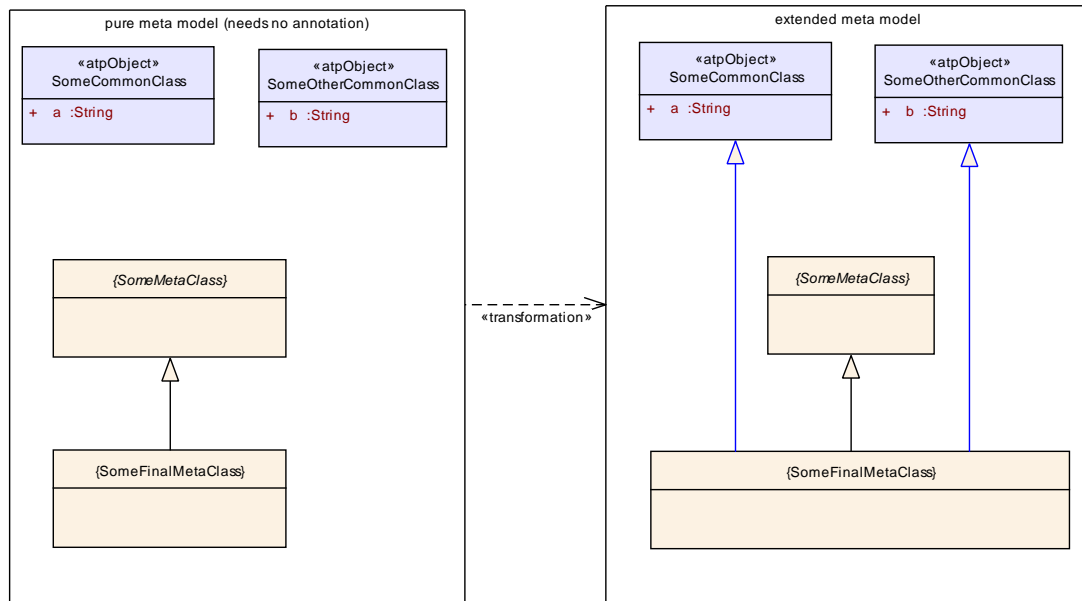 pure meta model (needs no annotation)
«atpObject»
SomeCommonClass
+ a :String
«atpObject»
SomeOtherCommonClass
+ b :String
{SomeMetaClass}
{SomeFinalMetaClass}
«transformation»
extended meta model
«atpObject»
SomeCommonClass
+ a :String
«atpObject»
SomeOtherCommonClass
+ b :String
{SomeMetaClass}
{SomeFinalMetaClass}